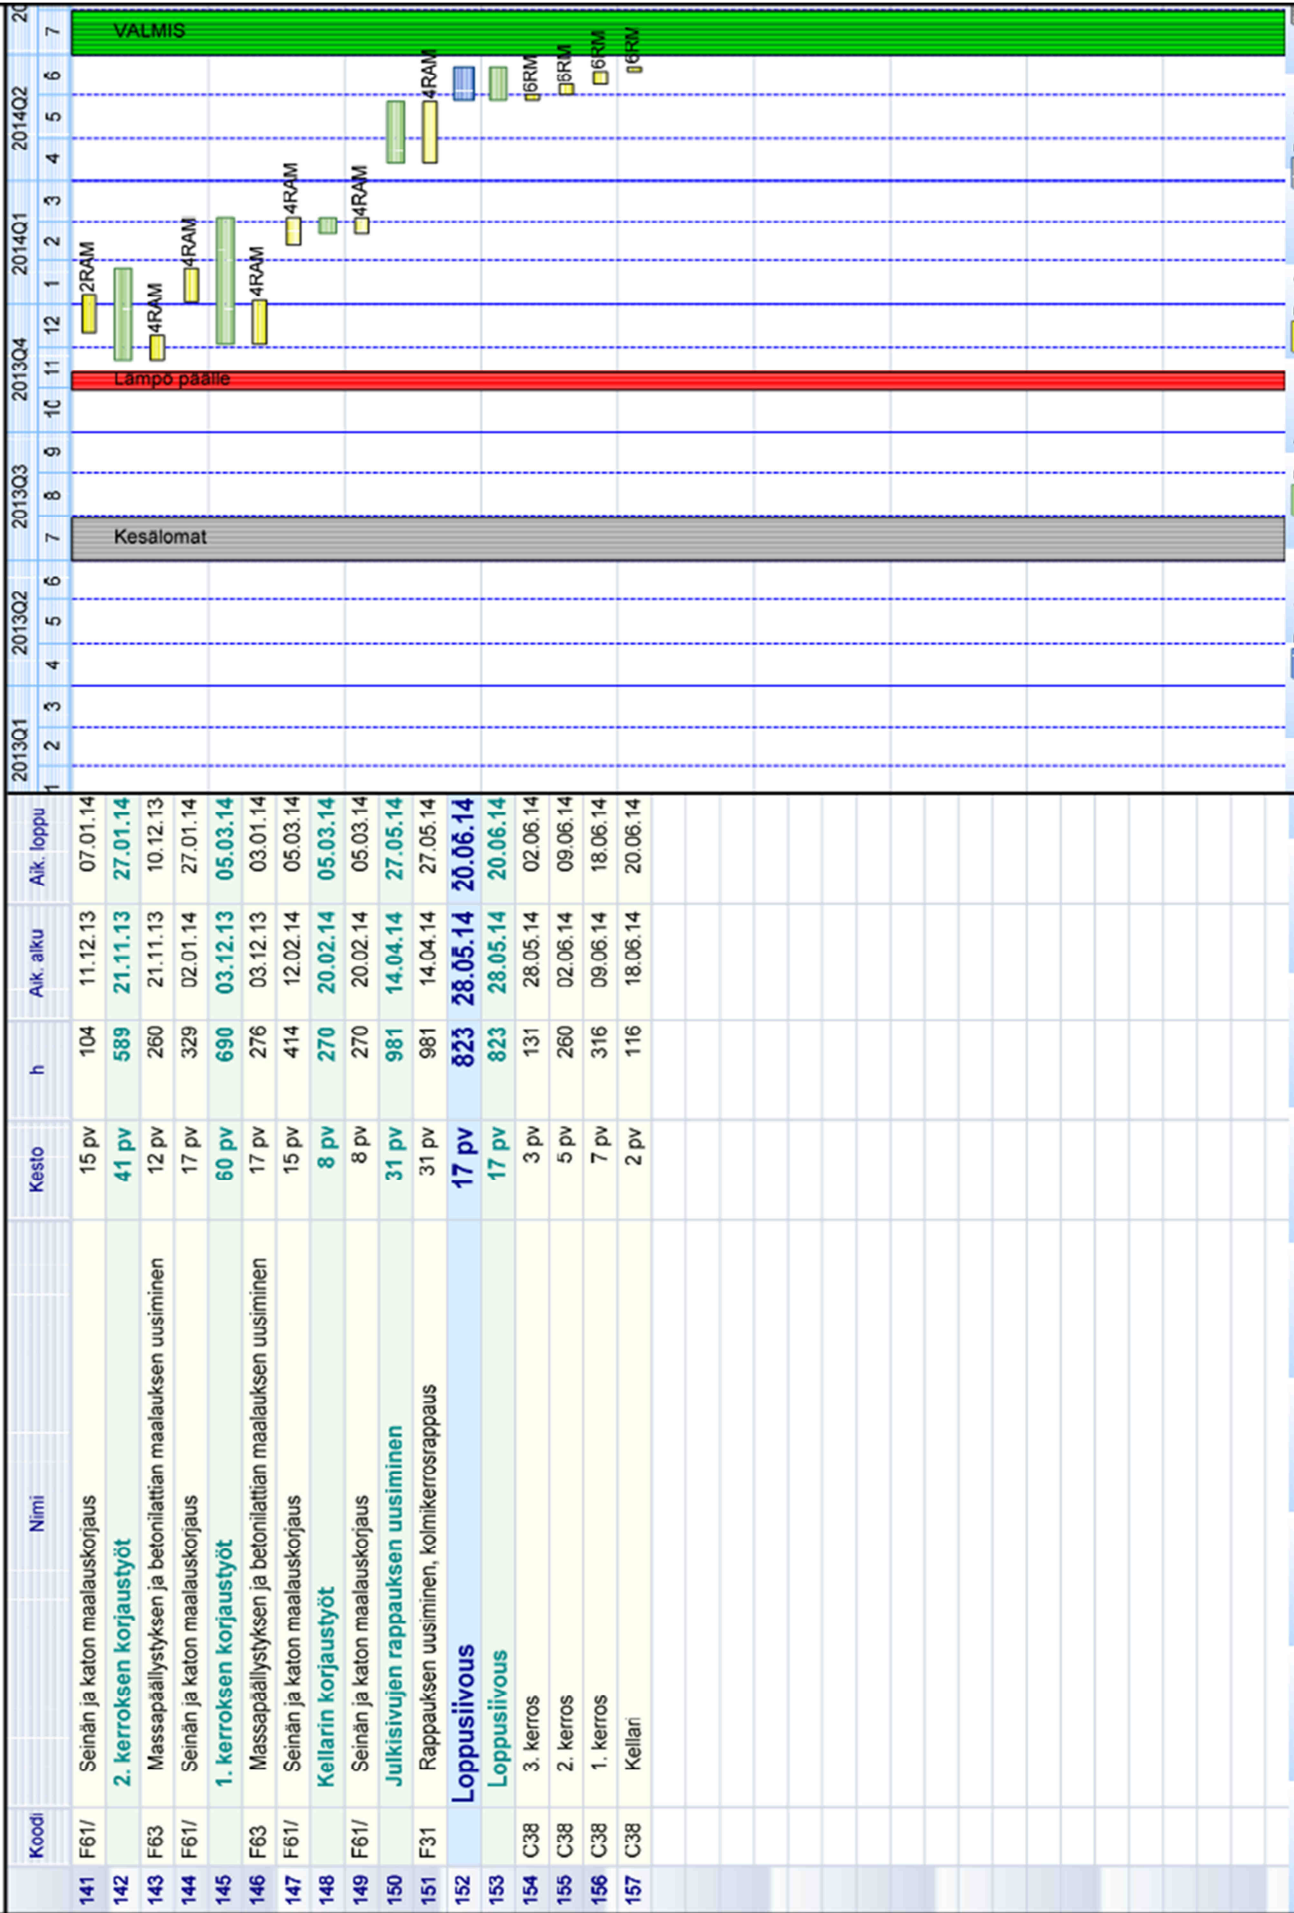 Koodi Nimi Kesto h Aik. alku Aik. loppu
2013Q1 2013Q2 2013Q3 2013Q4 2014Q1 2014Q2 20
1 2 3 4 5 6 7 8 9 10 11 12 1 2 3 4 5 6 7
141 F61/ Seinän ja katon maalauskorjaus 15 pv 104 11.12.13 07.01.14 2RAM
142 2. kerroksen korjaustyöt 41 pv 589 21.11.13 27.01.14
143 F63 Massapäällystyksen ja betonilattian maalauksen uusiminen 12 pv 260 21.11.13 10.12.13 4RAM
144 F61/ Seinän ja katon maalauskorjaus 17 pv 329 02.01.14 27.01.14 4RAM
145 1. kerroksen korjaustyöt 60 pv 690 03.12.13 05.03.14
146 F63 Massapäällystyksen ja betonilattian maalauksen uusiminen 17 pv 276 03.12.13 03.01.14 4RAM
147 F61/ Seinän ja katon maalauskorjaus 15 pv 414 12.02.14 05.03.14 4RAM
148 Kellarin korjaustyöt 8 pv 270 20.02.14 05.03.14
149 F61/ Seinän ja katon maalauskorjaus 8 pv 270 20.02.14 05.03.14 4RAM
150 Julkisivujen rappauksen uusiminen 31 pv 981 14.04.14 27.05.14
151 F31 Rappauksen uusiminen, kolmikerrosrappaus 31 pv 981 14.04.14 27.05.14 4RAM
152 Loppusiivous 17 pv 823 28.05.14 20.06.14
153 Loppusiivous 17 pv 823 28.05.14 20.06.14
154 C38 3. kerros 3 pv 131 28.05.14 02.06.14 6RM
155 C38 2. kerros 5 pv 260 02.06.14 09.06.14 6RM
156 C38 1. kerros 7 pv 316 09.06.14 18.06.14 6RM
157 C38 Kellari 2 pv 116 18.06.14 20.06.14 6RM
Kesälomat
Lämpö päälle
VALMIS